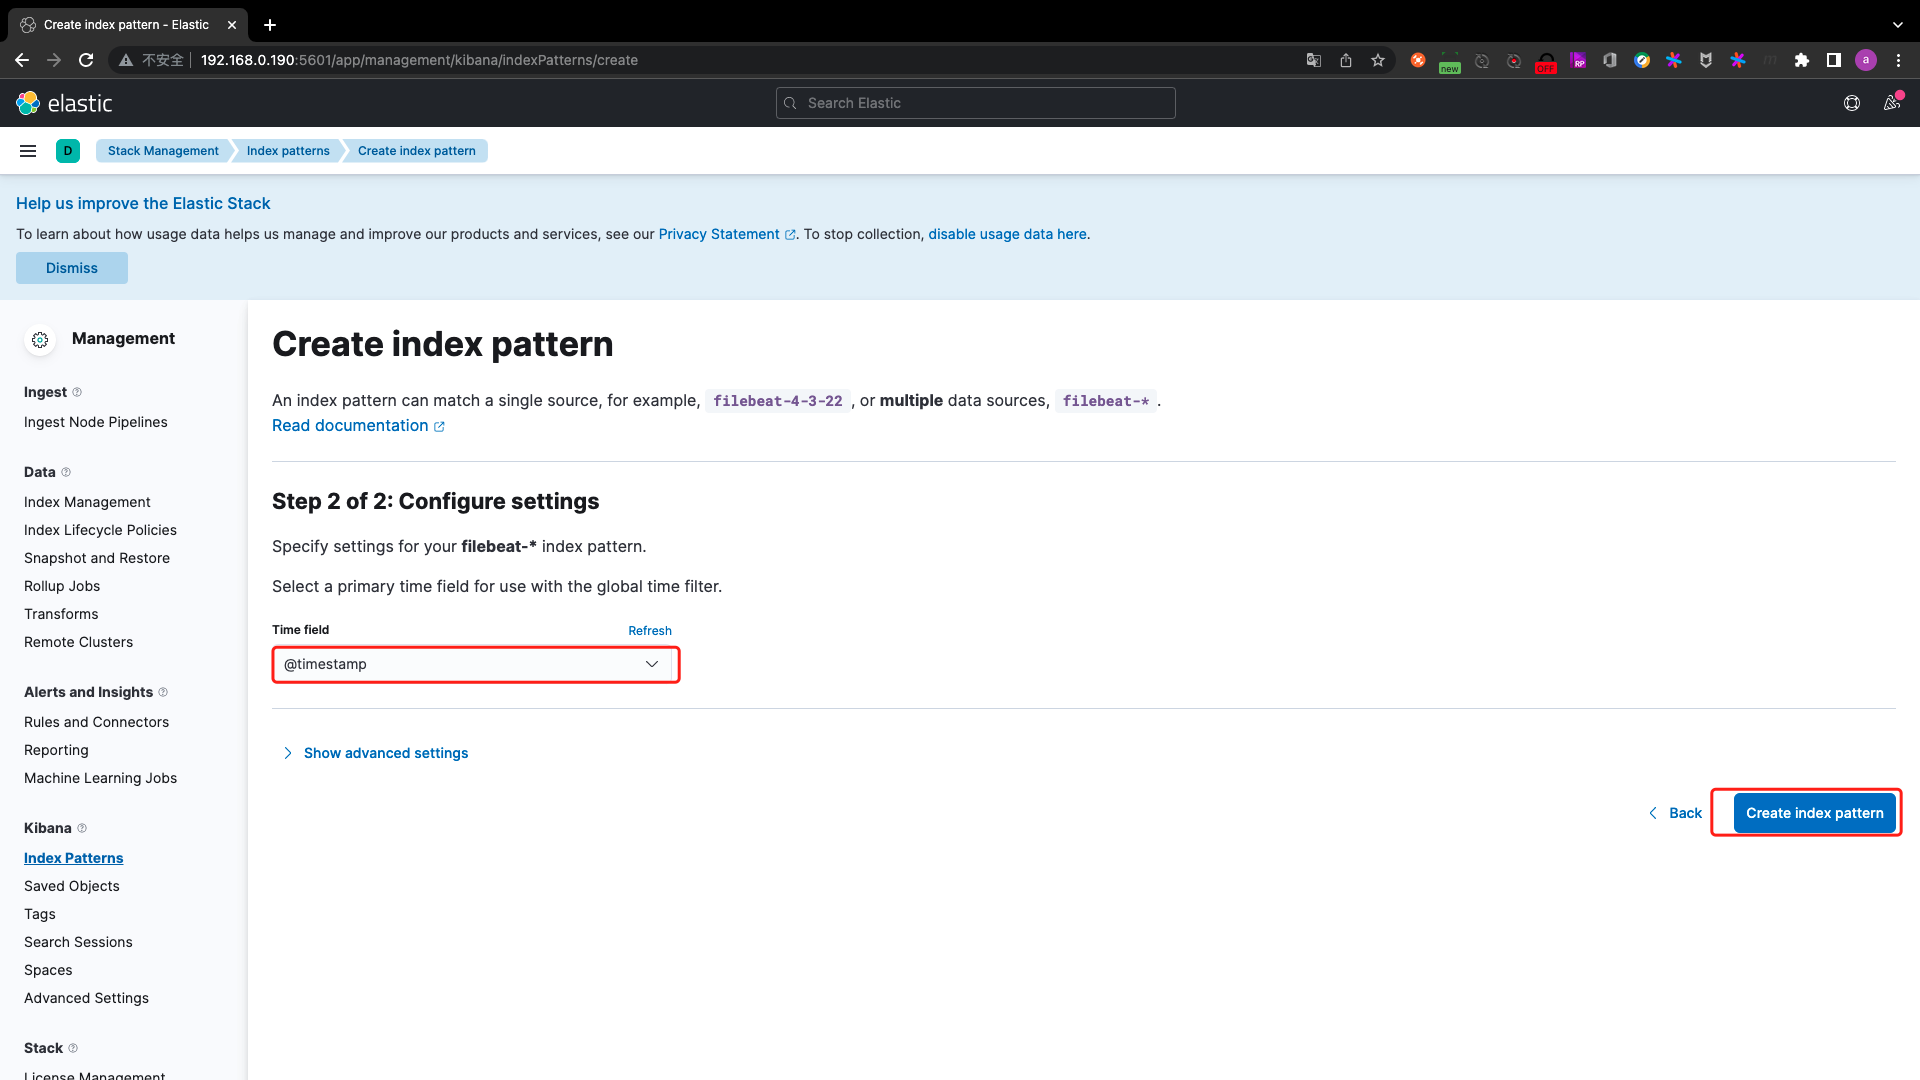 Create index pattern - Elastic
不安全 192.168.0.190:5601/app/management/kibana/indexPatterns/create
new
OFF
RP
a
elastic
Search Elastic
D
Stack Management
Index patterns
Create index pattern
Help us improve the Elastic Stack
To learn about how usage data helps us manage and improve our products and services, see our Privacy Statement. To stop collection, disable usage data here.
Dismiss
Management
Ingest
Ingest Node Pipelines
Data
Index Management
Index Lifecycle Policies
Snapshot and Restore
Rollup Jobs
Transforms
Remote Clusters
Alerts and Insights
Rules and Connectors
Reporting
Machine Learning Jobs
Kibana
Index Patterns
Saved Objects
Tags
Search Sessions
Spaces
Advanced Settings
Stack
License Management
Create index pattern
An index pattern can match a single source, for example, filebeat-4-3-22, or multiple data sources, filebeat-*.
Read documentation
Step 2 of 2: Configure settings
Specify settings for your filebeat-* index pattern.
Select a primary time field for use with the global time filter.
Time field
Refresh
@timestamp
Show advanced settings
Back
Create index pattern